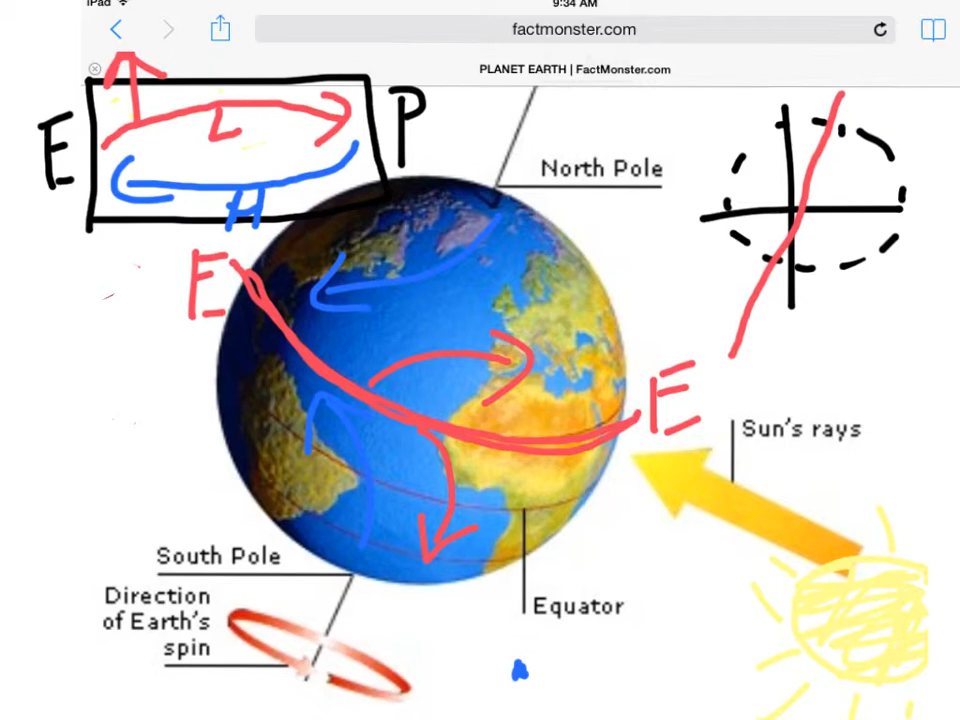 iPad
9:34 AM
factmonster.com
PLANET EARTH | FactMonster.com
E
L
P
H
North Pole
E
E
Sun's rays
South Pole
Direction
of Earth's
spin
Equator